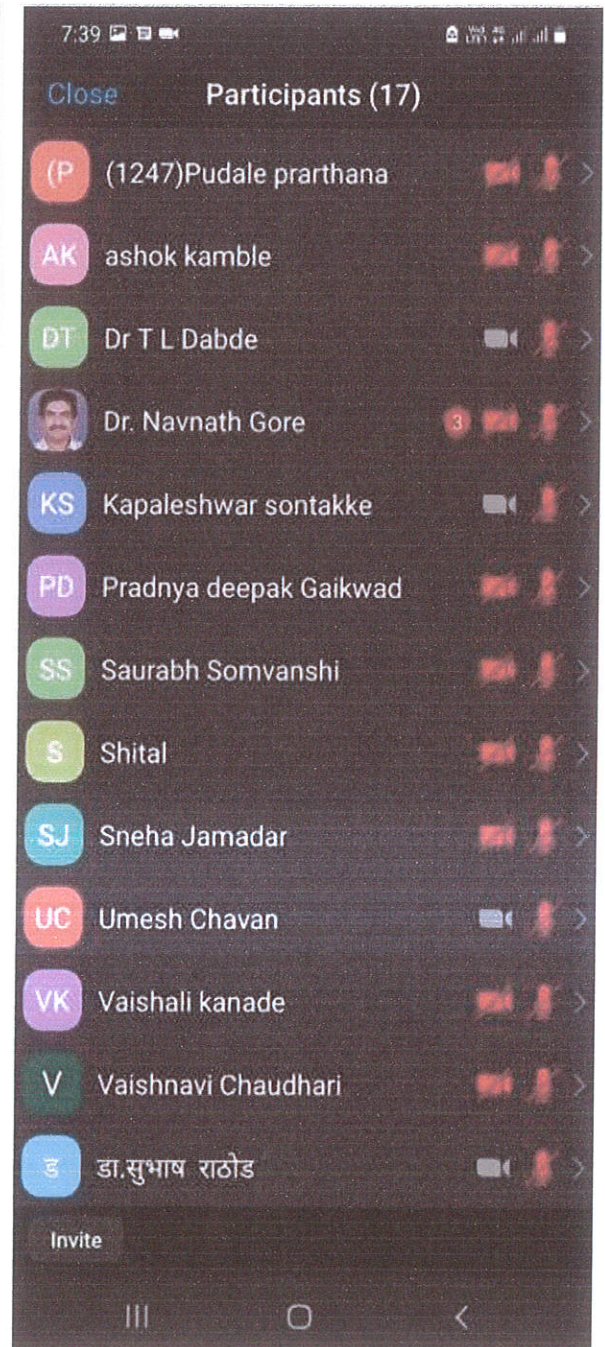 7:39
Close Participants (17)
(P (1247)Pudale prarthana
AK ashok kamble
DT Dr T L Dabde
Dr. Navnath Gore 3
KS Kapaleshwar sontakke
PD Pradnya deepak Gaikwad
SS Saurabh Somvanshi
S Shital
SJ Sneha Jamadar
UC Umesh Chavan
VK Vaishali kanade
V Vaishnavi Chaudhari
ड डा.सुभाष राठोड
Invite